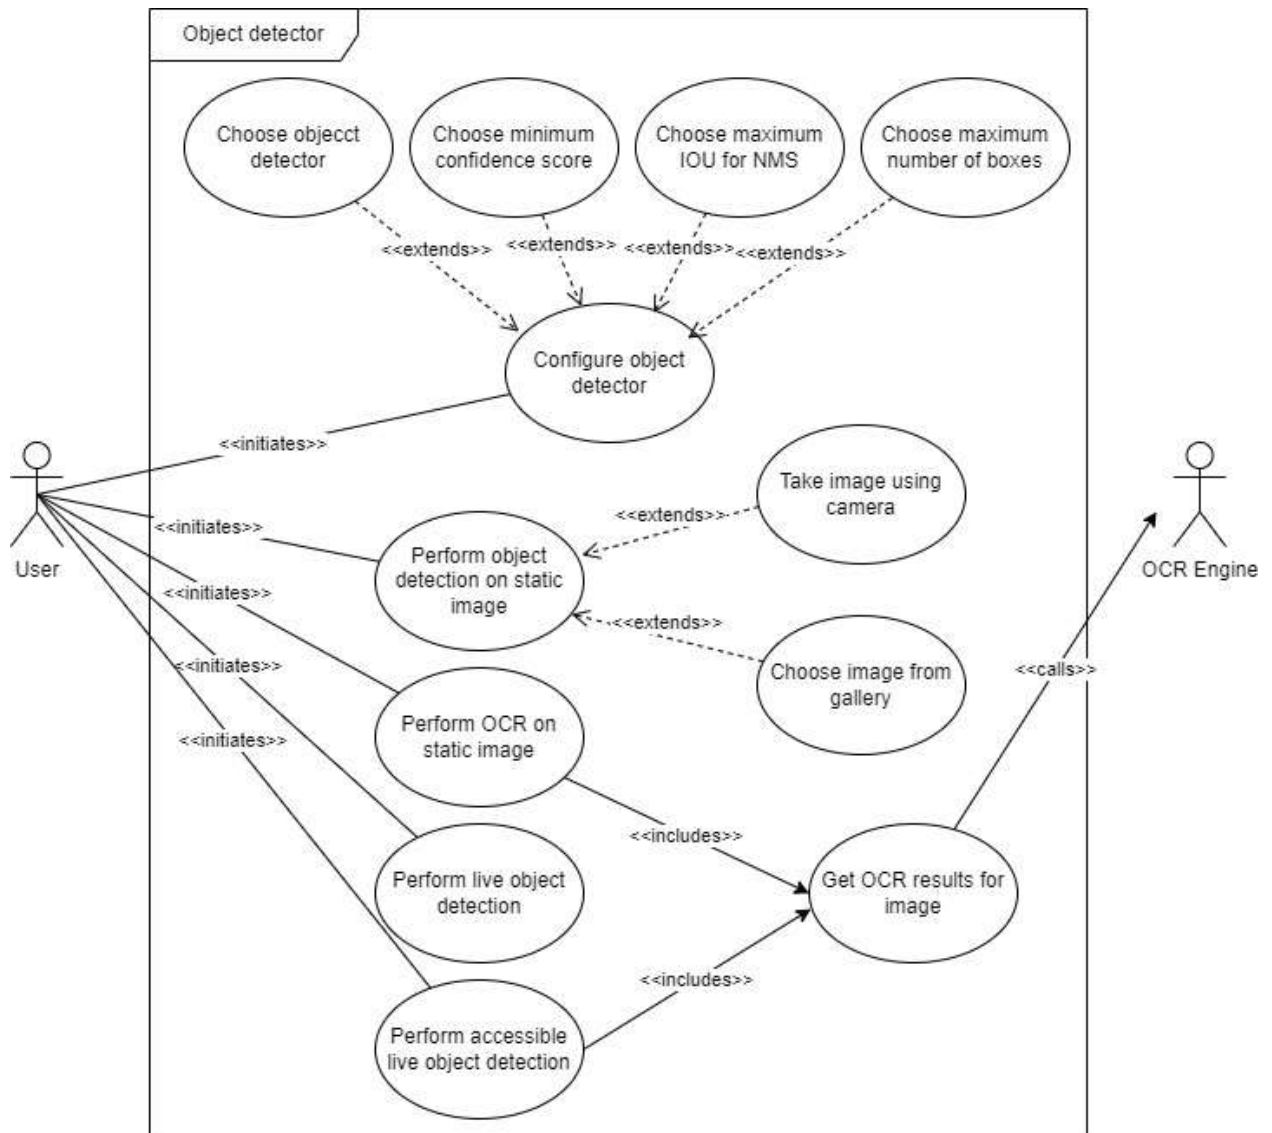 Object detector
Choose objecct
detector
Choose minimum
confidence score
Choose maximum
IOU for NMS
Choose maximum
number of boxes
<<extends>>
<<extends>>
<<extends>>
<<extends>>
Configure object
detector
<<initiates>>
User
Take image using
camera
<<extends>>
<<initiates>>
Perform object
detection on static
image
OCR Engine
<<initiates>>
<<extends>>
Choose image from
gallery
<<initiates>>
<<calls>>
Perform OCR on
static image
<<initiates>>
<<includes>>
Perform live object
detection
Get OCR results for
image
<<includes>>
Perform accessible
live object detection